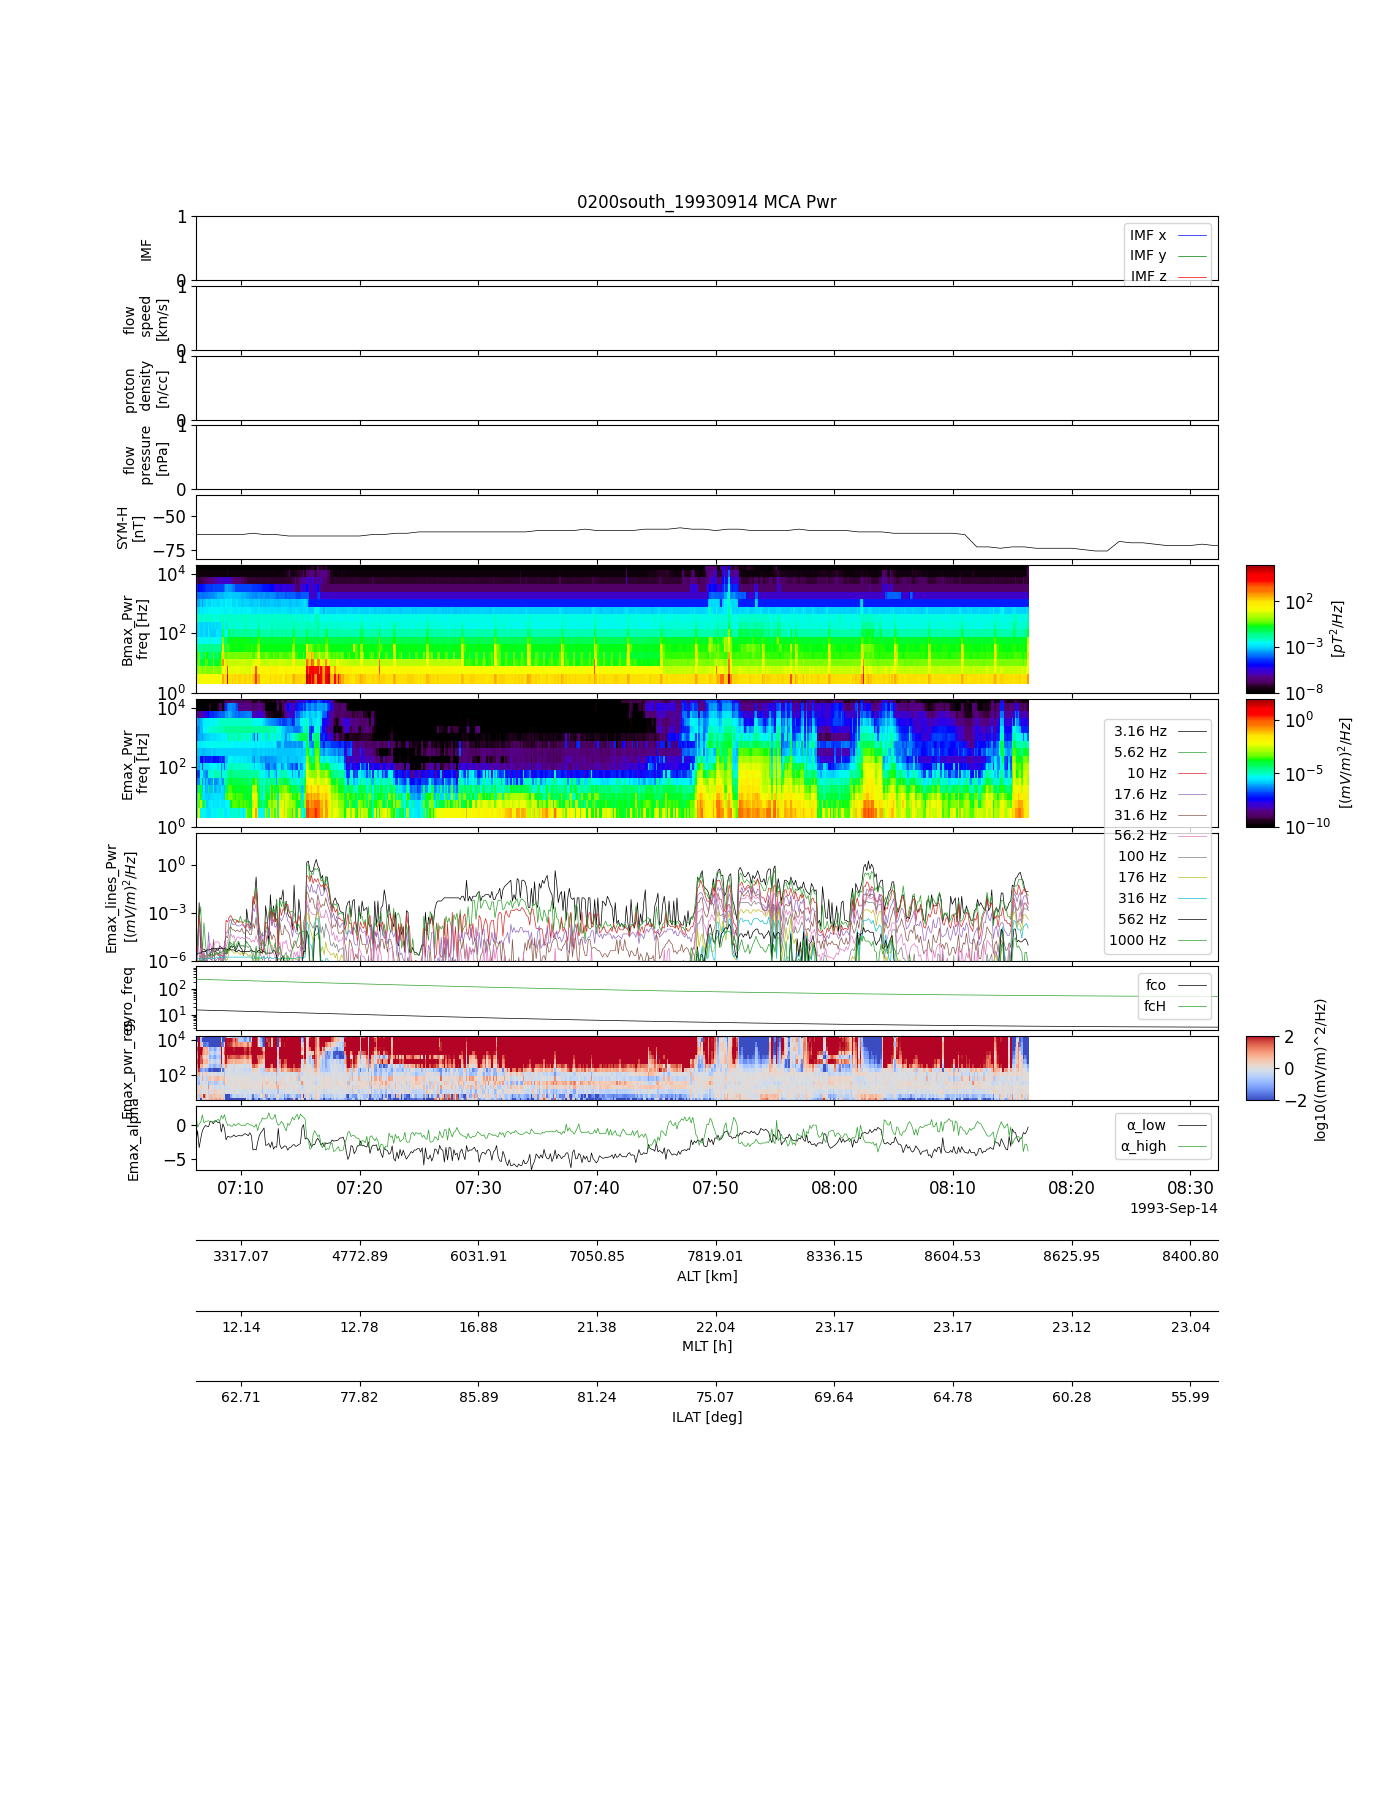 0200south_19930914 MCA Pwr
1
0
IMF
IMF x
IMF y
IMF z
1
0
flow
speed
[km/s]
1
0
proton
density
[n/cc]
1
0
flow
pressure
[nPa]
−50
−75
SYM-H
[nT]
10^4
10^2
10^0
Bmax_Pwr
freq [Hz]
10^2
10^−3
10^−8
[pT^2/Hz]
10^4
10^2
10^0
Emax_Pwr
freq [Hz]
10^0
10^−5
10^−10
[(mV/m)^2/Hz]
3.16 Hz
5.62 Hz
10 Hz
17.6 Hz
31.6 Hz
56.2 Hz
100 Hz
176 Hz
316 Hz
562 Hz
1000 Hz
10^0
10^−3
10^−6
Emax_lines_Pwr
[(mV/m)^2/Hz]
10^2
10^1
gyro_freq
fco
fcH
10^4
10^2
Emax_pwr_reg
2
0
−2
log10((mV/m)^2/Hz)
0
−5
Emax_alpha
α_low
α_high
07:10 07:20 07:30 07:40 07:50 08:00 08:10 08:20 08:30
1993-Sep-14
3317.07 4772.89 6031.91 7050.85 7819.01 8336.15 8604.53 8625.95 8400.80
ALT [km]
12.14 12.78 16.88 21.38 22.04 23.17 23.17 23.12 23.04
MLT [h]
62.71 77.82 85.89 81.24 75.07 69.64 64.78 60.28 55.99
ILAT [deg]